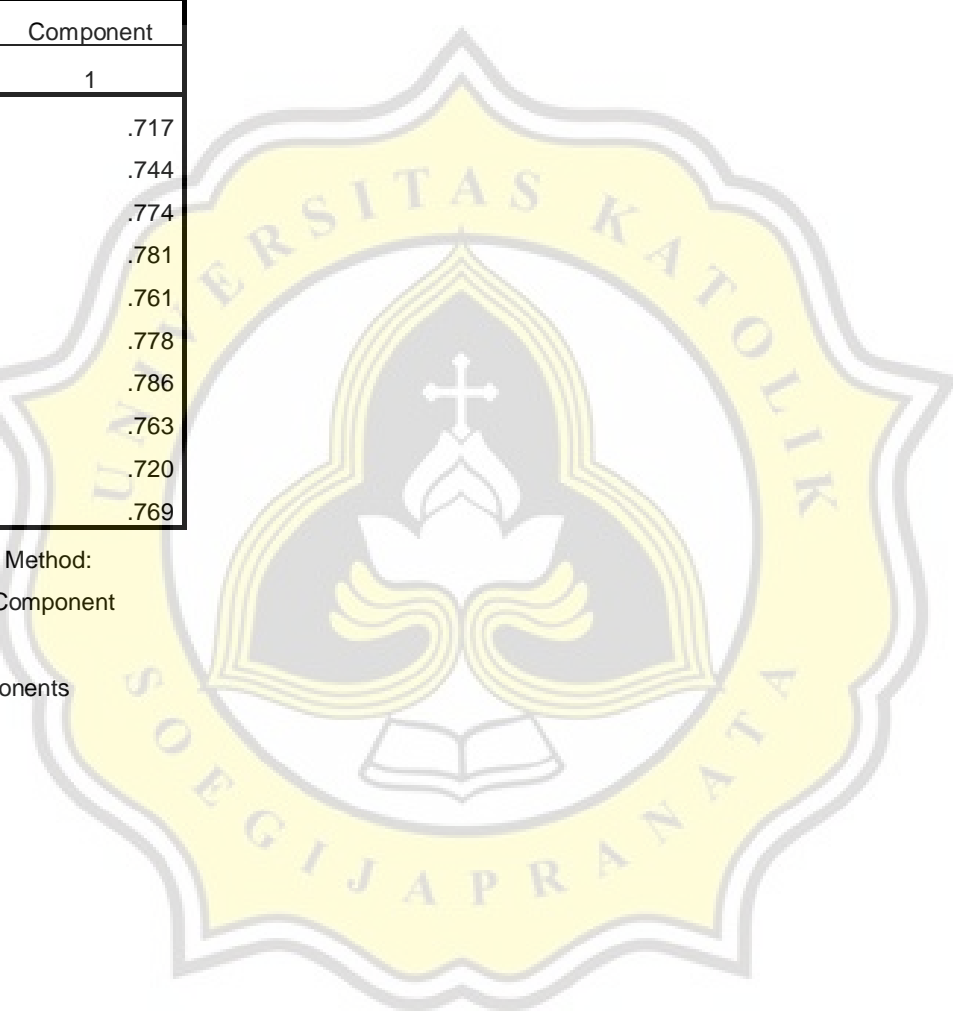 Component
1
.717
.744
.774
.781
.761
.778
.786
.763
.720
.769
Method:
Component
onents
UNIVERSITAS KATOLIK
SOEGIJAPRANATA